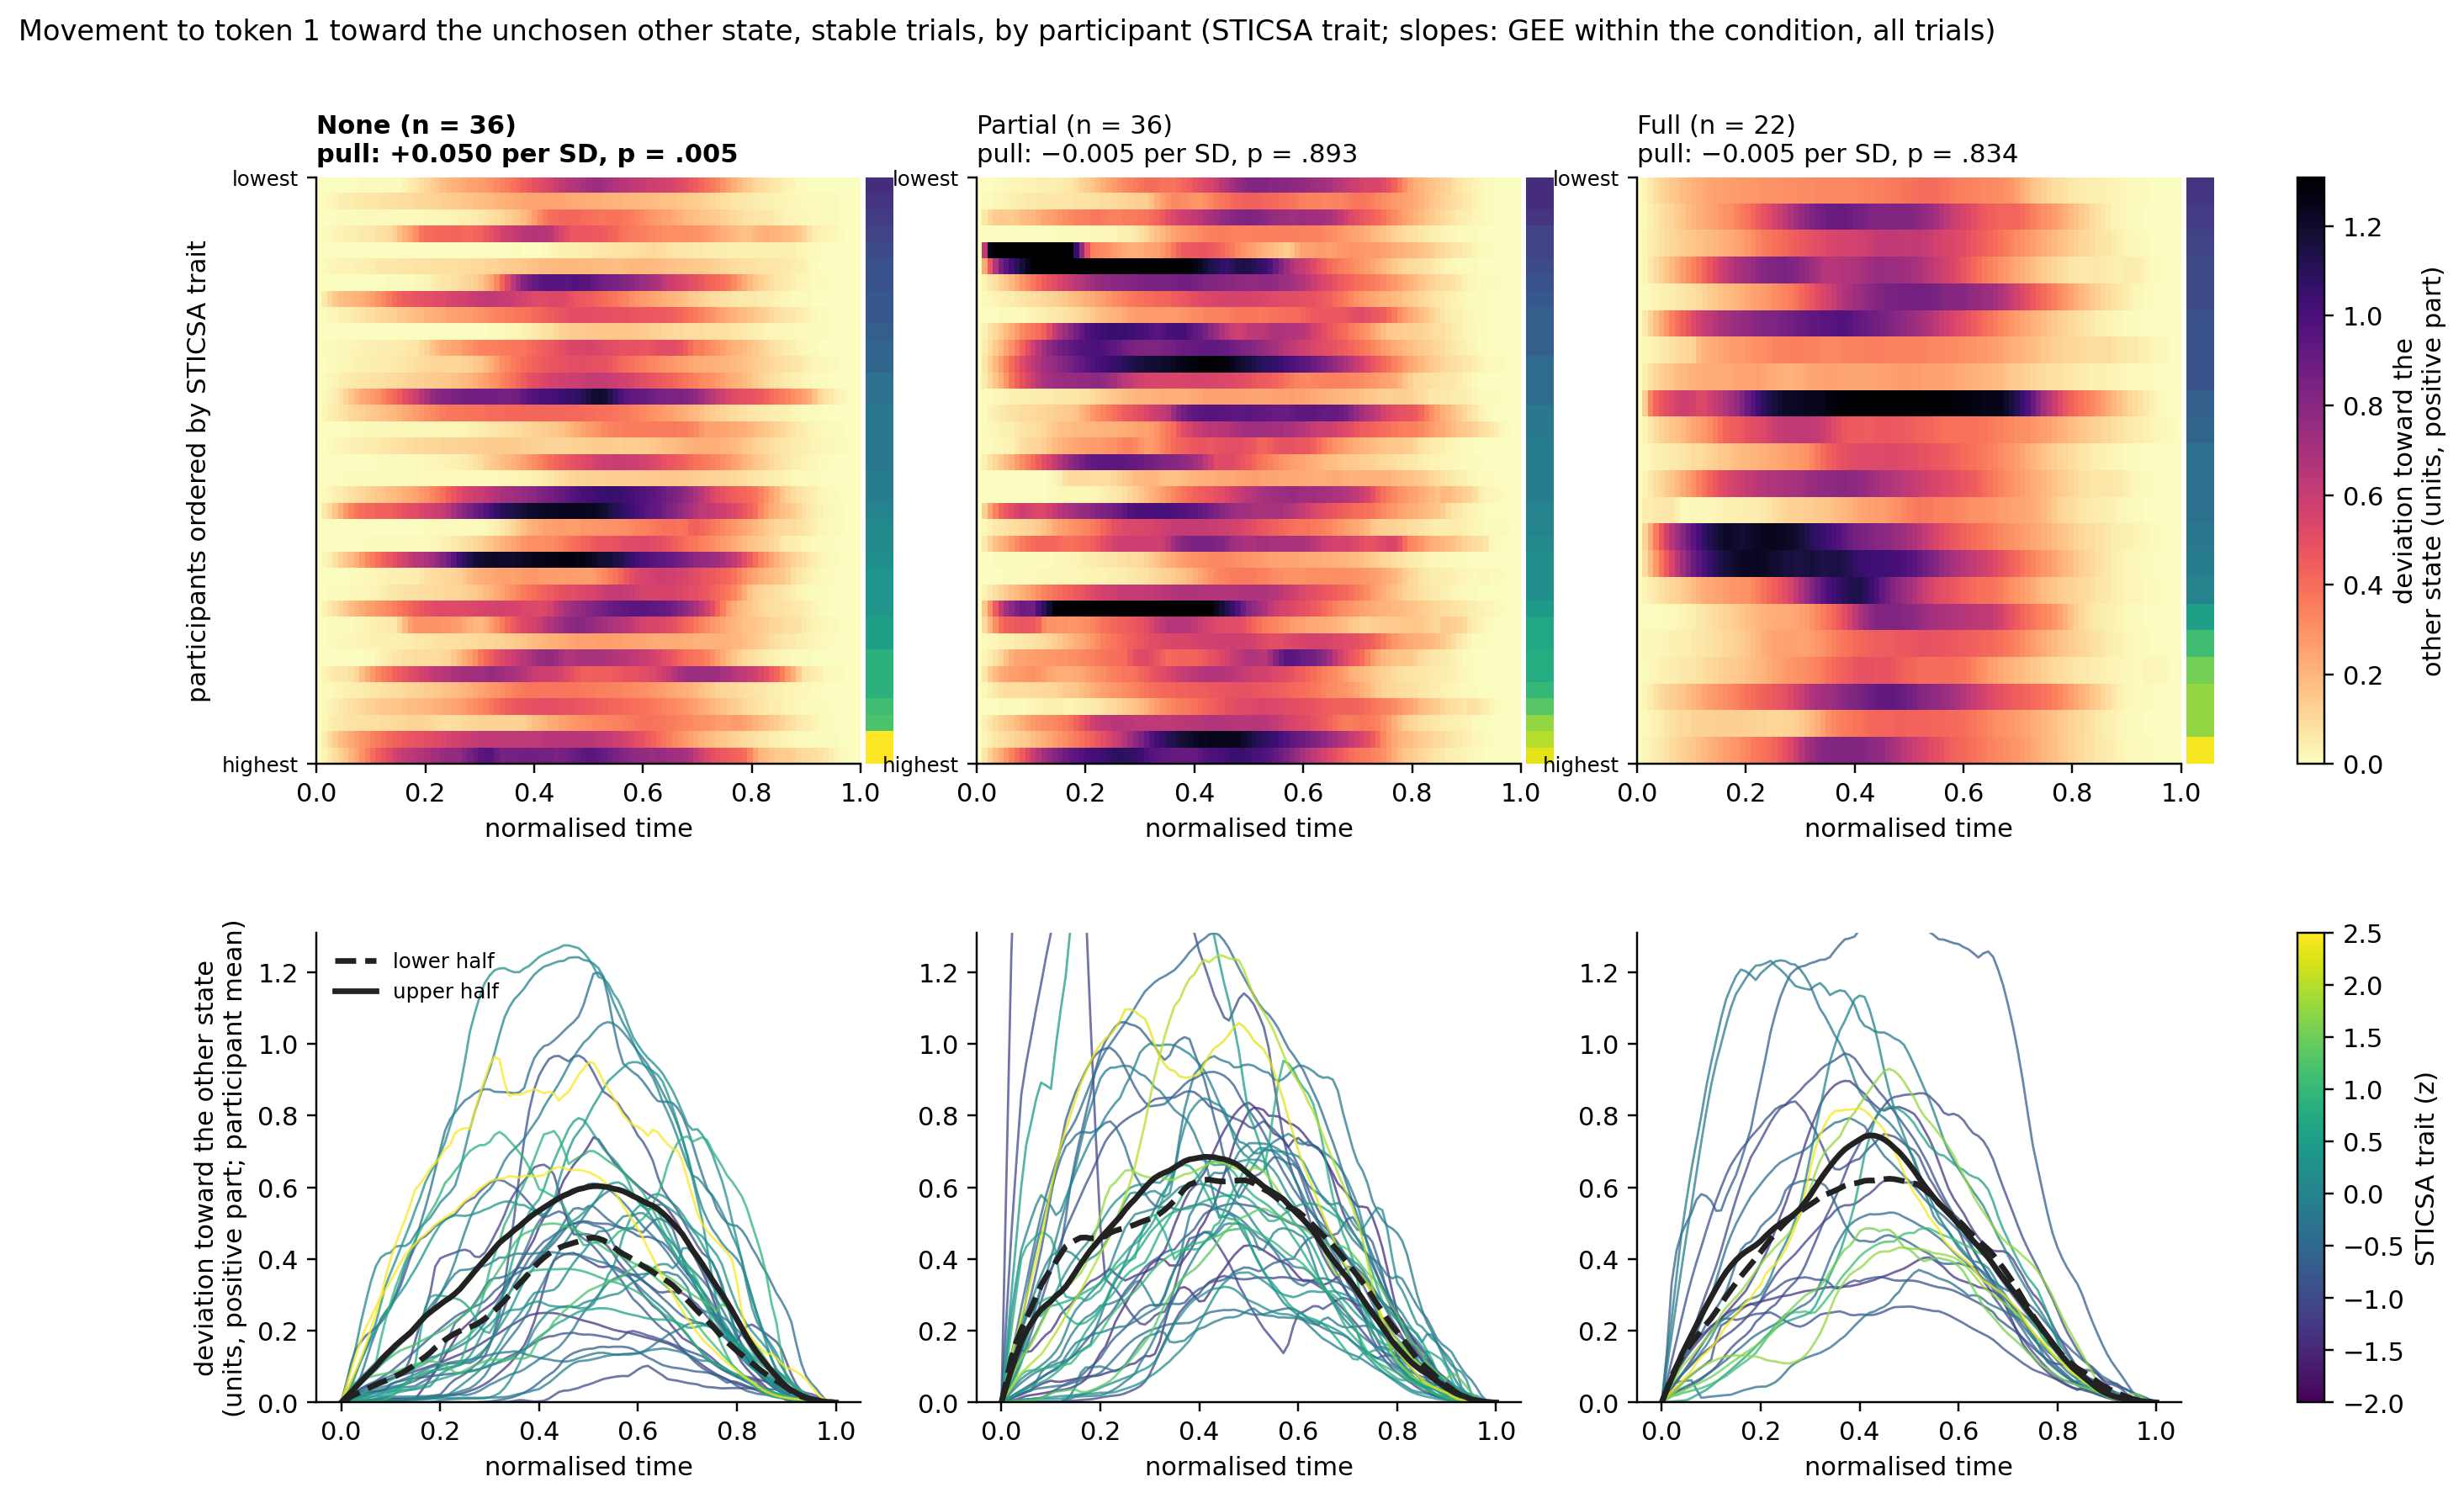 Movement to token 1 toward the unchosen other state, stable trials, by participant (STICSA trait; slopes: GEE within the condition, all trials)
None (n = 36)
pull: +0.050 per SD, p = .005
Partial (n = 36)
pull: −0.005 per SD, p = .893
Full (n = 22)
pull: −0.005 per SD, p = .834
participants ordered by STICSA trait
lowest
highest
0.0 0.2 0.4 0.6 0.8 1.0
normalised time
lowest
highest
0.0 0.2 0.4 0.6 0.8 1.0
normalised time
lowest
highest
0.0 0.2 0.4 0.6 0.8 1.0
normalised time
1.2
1.0
0.8
0.6
0.4
0.2
0.0
deviation toward the
other state (units, positive part)
deviation toward the other state
(units, positive part; participant mean)
1.2
1.0
0.8
0.6
0.4
0.2
0.0
lower half
upper half
0.0 0.2 0.4 0.6 0.8 1.0
normalised time
1.2
1.0
0.8
0.6
0.4
0.2
0.0
0.0 0.2 0.4 0.6 0.8 1.0
normalised time
1.2
1.0
0.8
0.6
0.4
0.2
0.0
0.0 0.2 0.4 0.6 0.8 1.0
normalised time
2.5
2.0
1.5
1.0
0.5
0.0
−0.5
−1.0
−1.5
−2.0
STICSA trait (z)